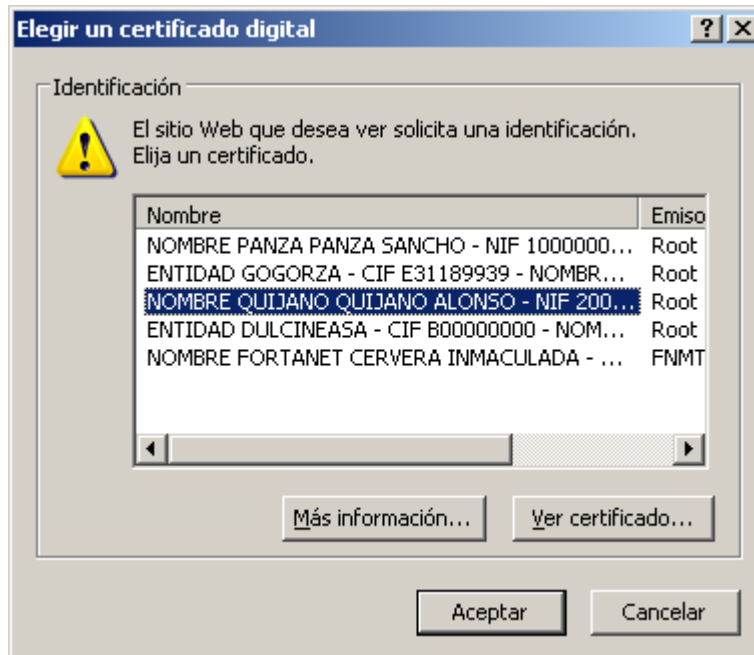 Elegir un certificado digital
Identificación
El sitio Web que desea ver solicita una identificación.
Elija un certificado.
Nombre Emiso
NOMBRE PANZA PANZA SANCHO - NIF 1000000... Root
ENTIDAD GOGORZA - CIF E31189939 - NOMBR... Root
NOMBRE QUIJANO QUIJANO ALONSO - NIF 200... Root
ENTIDAD DULCINEASA - CIF B00000000 - NOM... Root
NOMBRE FORTANET CERVERA INMACULADA - ... FNMT
Más información... Ver certificado...
Aceptar Cancelar